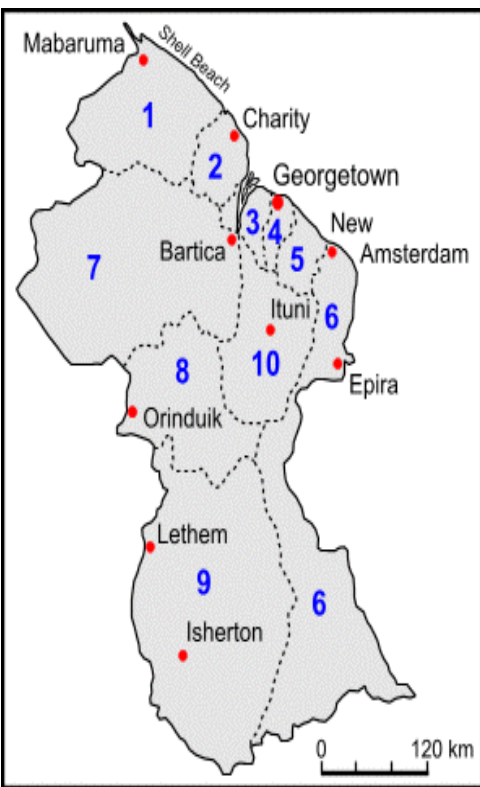 Mabaruma
Shell Beach
1
Charity
2
Georgetown
3
4
New
Amsterdam
Bartica
5
7
6
Ituni
10
8
Epira
Orinduik
Lethem
9
6
Isherton
0
120 km